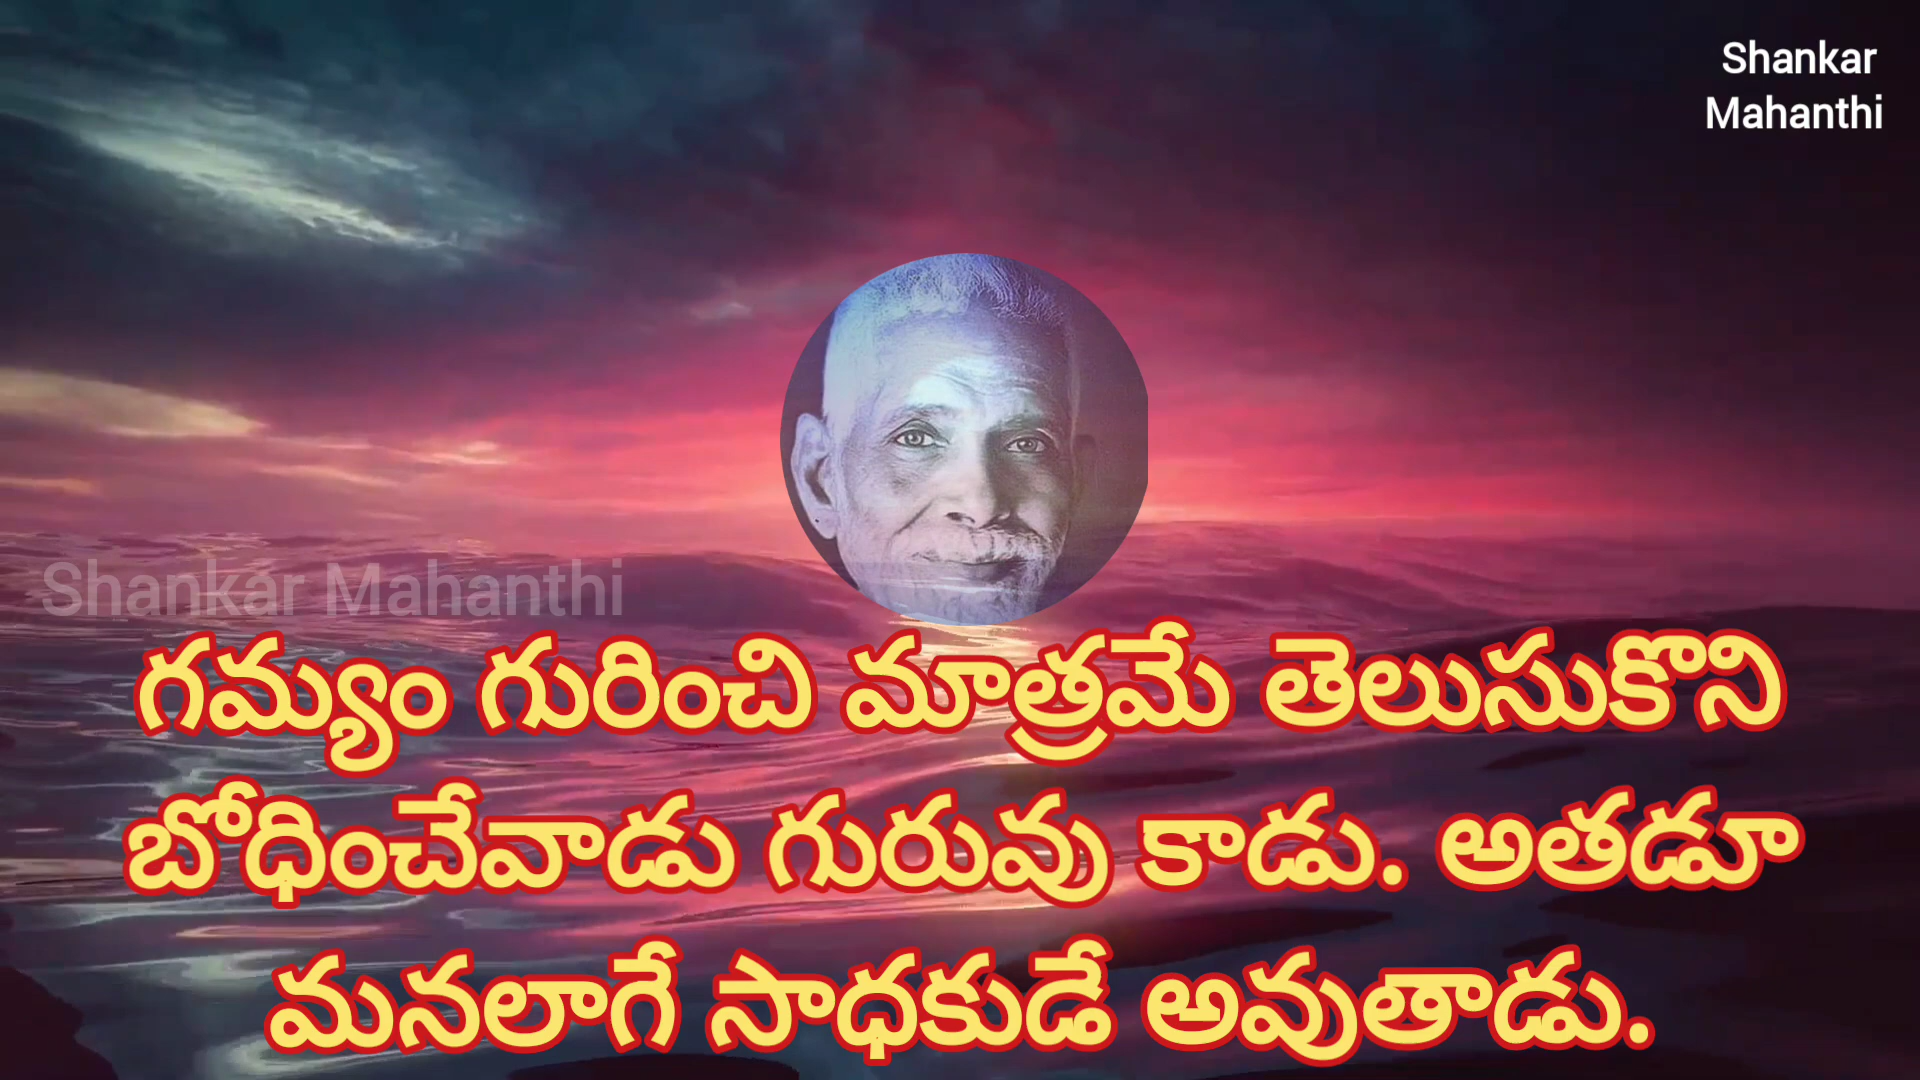 Shankar
Mahanthi
Shankar Mahanthi
గమ్యం గురించి మాత్రమే తెలుసుకొని
బోధించేవాడు గురువు కాడు. అతడూ
మనలాగే సాధకుడే అవుతాడు.